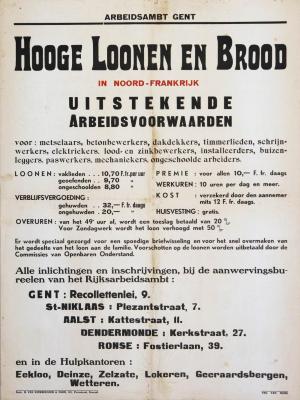 ARBEIDSAMBT GENT
HOOGE LOONEN EN BROOD
IN NOORD-FRANKRIJK
UITSTEKENDE
ARBEIDSVOORWAARDEN
voor : metselaars, betonbewerkers, dakdekkers, timmerlieden, schrijn-
werkers, elektriekers, lood- en zinkbewerkers, installeerders, buizen-
leggers, paswerkers, mechaniekers, ongeschoolde arbeiders.
LOONEN: vaklieden . . . 10,70 F. fr. per uur
geoefenden . . 9,70 "
ongeschoolden 8,80 "
VERBLIJFSVERGOEDING :
gehuwden . . 32,— F. fr. daags
ongehuwden . 20,— "
PREMIE : voor allen 10,— F. fr. daags
WERKUREN : 10 uren per dag en meer.
KOST : verzekerd door den aannemer
mits 12 F. fr. daags.
HUISVESTING : gratis.
OVERUREN : van het 49e uur af, wordt een toeslag betaald van 20 %
Voor Zondagwerk wordt het loon verhoogd met 50 %
Er wordt speciaal gezorgd voor een spoedige briefwisseling en voor het snel overmaken van
het gedeelte van het loon aan de familie. Voorschotten op de loonen worden uitbetaald door de
Commissies van Openbaren Onderstand.
Alle inlichtingen en inschrijvingen, bij de aanwervingsbu-
reelen van het Rijksarbeidsambt :
GENT : Recollettenlei, 9.
St-NIKLAAS : Plezantstraat, 7.
AALST : Kattestraat, 11.
DENDERMONDE : Kerkstraat, 27.
RONSE : Fostierlaan, 39.
en in de Hulpkantoren :
Eekloo, Deinze, Zelzate, Lokeren, Geeraardsbergen,
Wetteren.